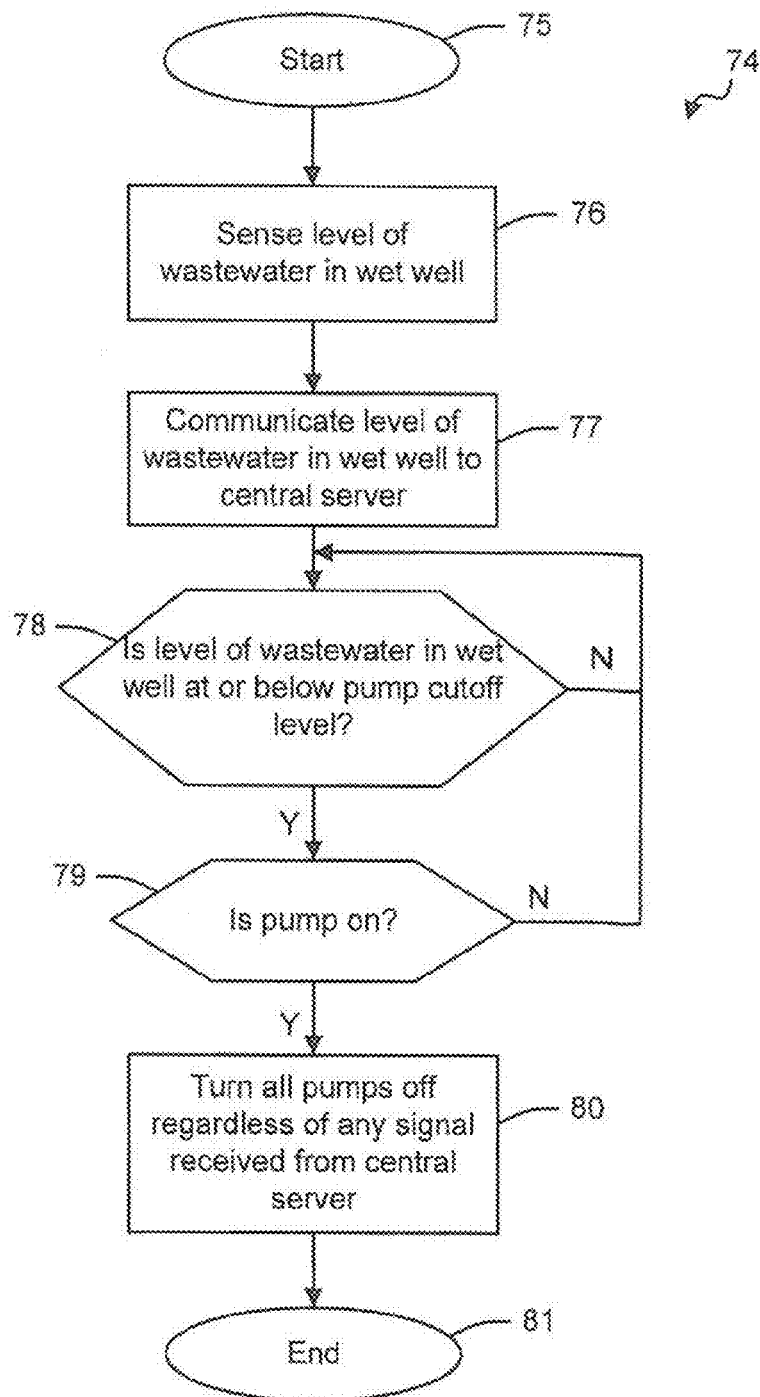 Start
75
74
Sense level of
wastewater in wet well
76
Communicate level of
wastewater in wet well to
central server
77
78
Is level of wastewater in wet
well at or below pump cutoff
level?
N
Y
79
Is pump on?
N
Y
Turn all pumps off
regardless of any signal
received from central
server
80
End
81